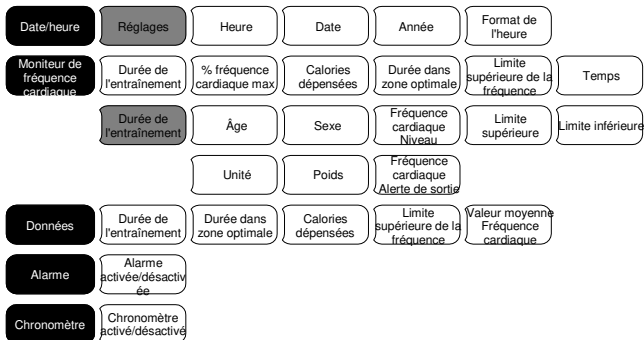 Date/heure
Réglages
Heure
Date
Année
Format de
l'heure
Moniteur de
fréquence
cardiaque
Durée de
l'entraînement
% fréquence
cardiaque max
Calories
dépensées
Durée dans
zone optimale
Limite
supérieure de la
fréquence
Temps
Durée de
l'entraînement
Âge
Sexe
Fréquence
cardiaque
Niveau
Limite
supérieure
Limite inférieure
Unité
Poids
Fréquence
cardiaque
Alerte de sortie
Données
Durée de
l'entraînement
Durée dans
zone optimale
Calories
dépensées
Limite
supérieure de la
fréquence
Valeur moyenne
Fréquence
cardiaque
Alarme
Alarme
activée/désactiv
ée
Chronomètre
Chronomètre
activé/désactivé